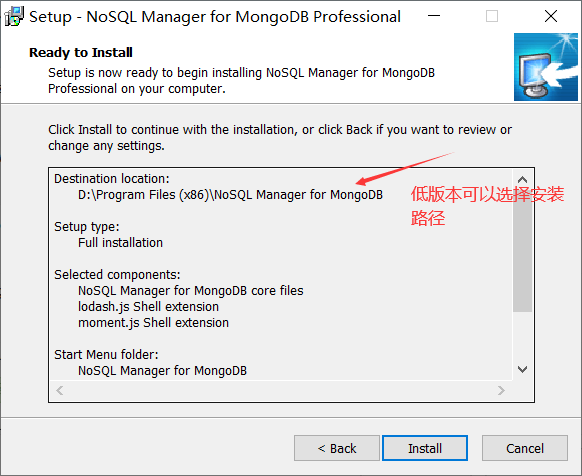 Setup - NoSQL Manager for MongoDB Professional
Ready to Install
Setup is now ready to begin installing NoSQL Manager for MongoDB
Professional on your computer.
Click Install to continue with the installation, or click Back if you want to review or
change any settings.
Destination location:
D:\Program Files (x86)\NoSQL Manager for MongoDB
低版本可以选择安装
路径
Setup type:
Full installation
Selected components:
NoSQL Manager for MongoDB core files
lodash.js Shell extension
moment.js Shell extension
Start Menu folder:
NoSQL Manager for MongoDB
< Back
Install
Cancel